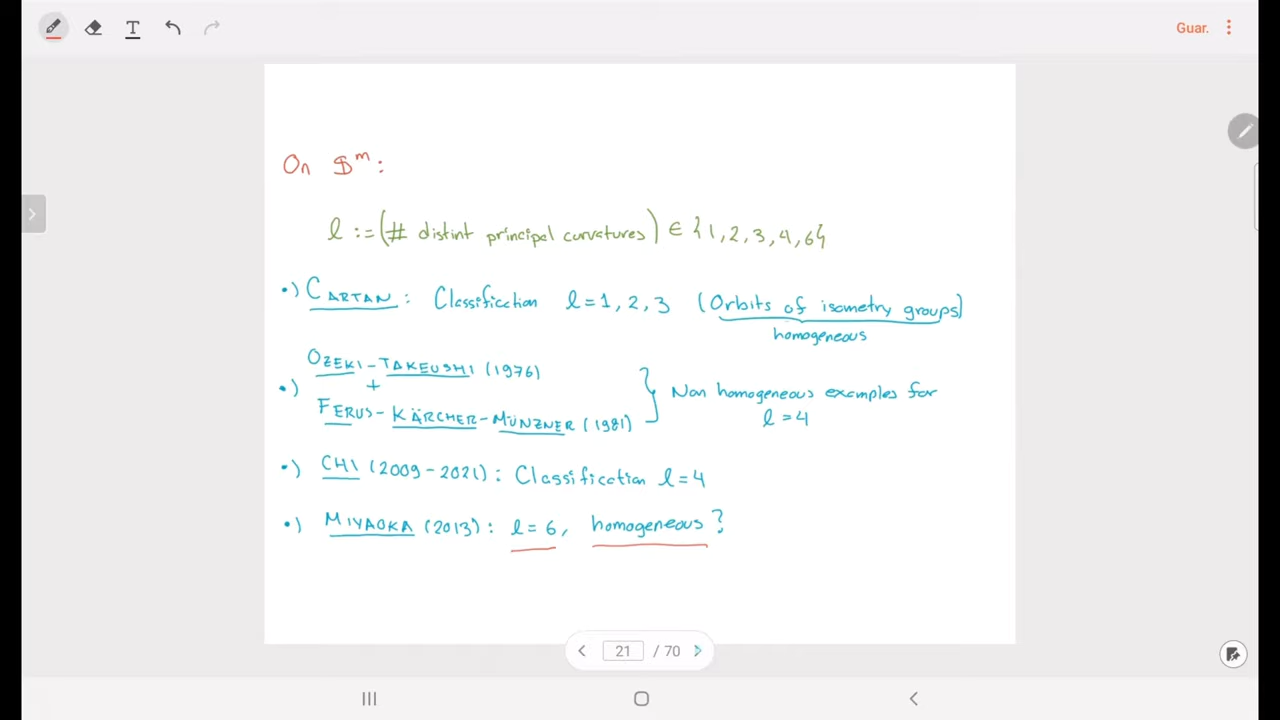 Guar.
On $^m:
l := (# distint principal curvatures) ∈ {1, 2, 3, 4, 6}
•) CARTAN: Classification l=1, 2, 3 (Orbits of isometry groups)
homogeneous
•) OZEKI-TAKEUSHI (1976)
+
FERUS-KÄRCHER-MÜNZNER (1981)
} Non homogeneous examples for
l=4
•) CHI (2009-2021): Classification l=4
•) MIYAOKA (2013): l=6, homogeneous?
21 / 70